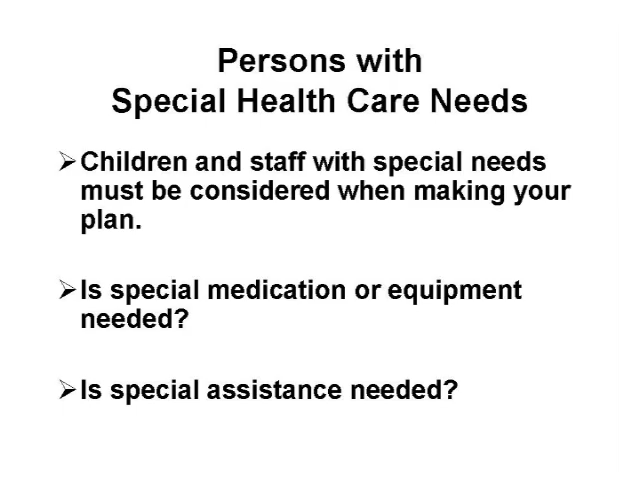 Persons with
Special Health Care Needs
➢Children and staff with special needs
must be considered when making your
plan.
➢Is special medication or equipment
needed?
➢Is special assistance needed?